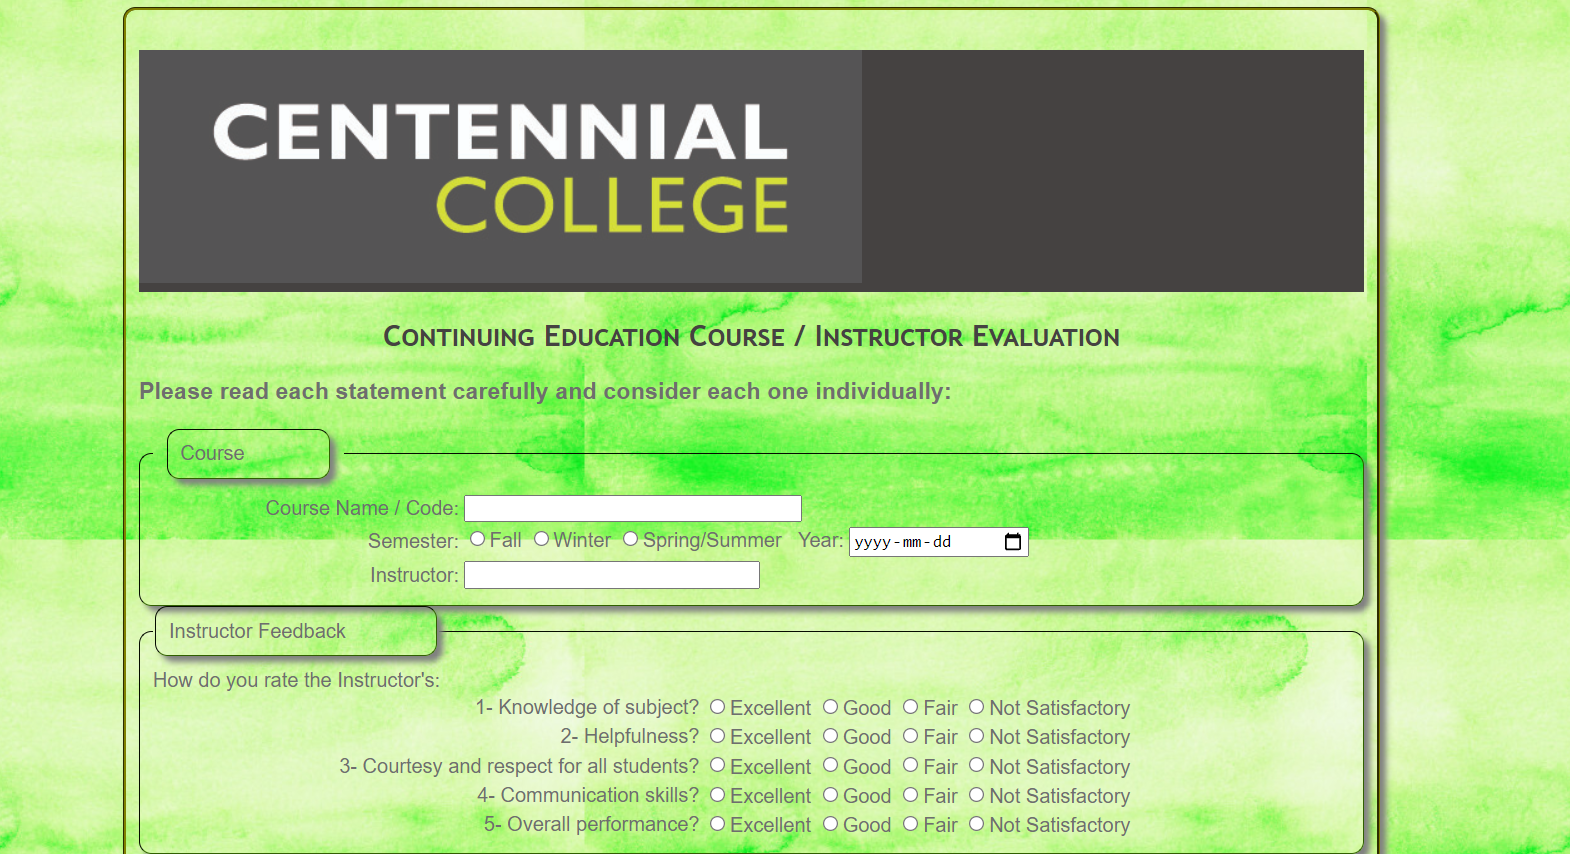 CENTENNIAL
COLLEGE
Continuing Education Course / Instructor Evaluation
Please read each statement carefully and consider each one individually:
Course
Course Name / Code:
Semester: Fall Winter Spring/Summer Year: yyyy-mm-dd
Instructor:
Instructor Feedback
How do you rate the Instructor's:
1- Knowledge of subject? Excellent Good Fair Not Satisfactory
2- Helpfulness? Excellent Good Fair Not Satisfactory
3- Courtesy and respect for all students? Excellent Good Fair Not Satisfactory
4- Communication skills? Excellent Good Fair Not Satisfactory
5- Overall performance? Excellent Good Fair Not Satisfactory